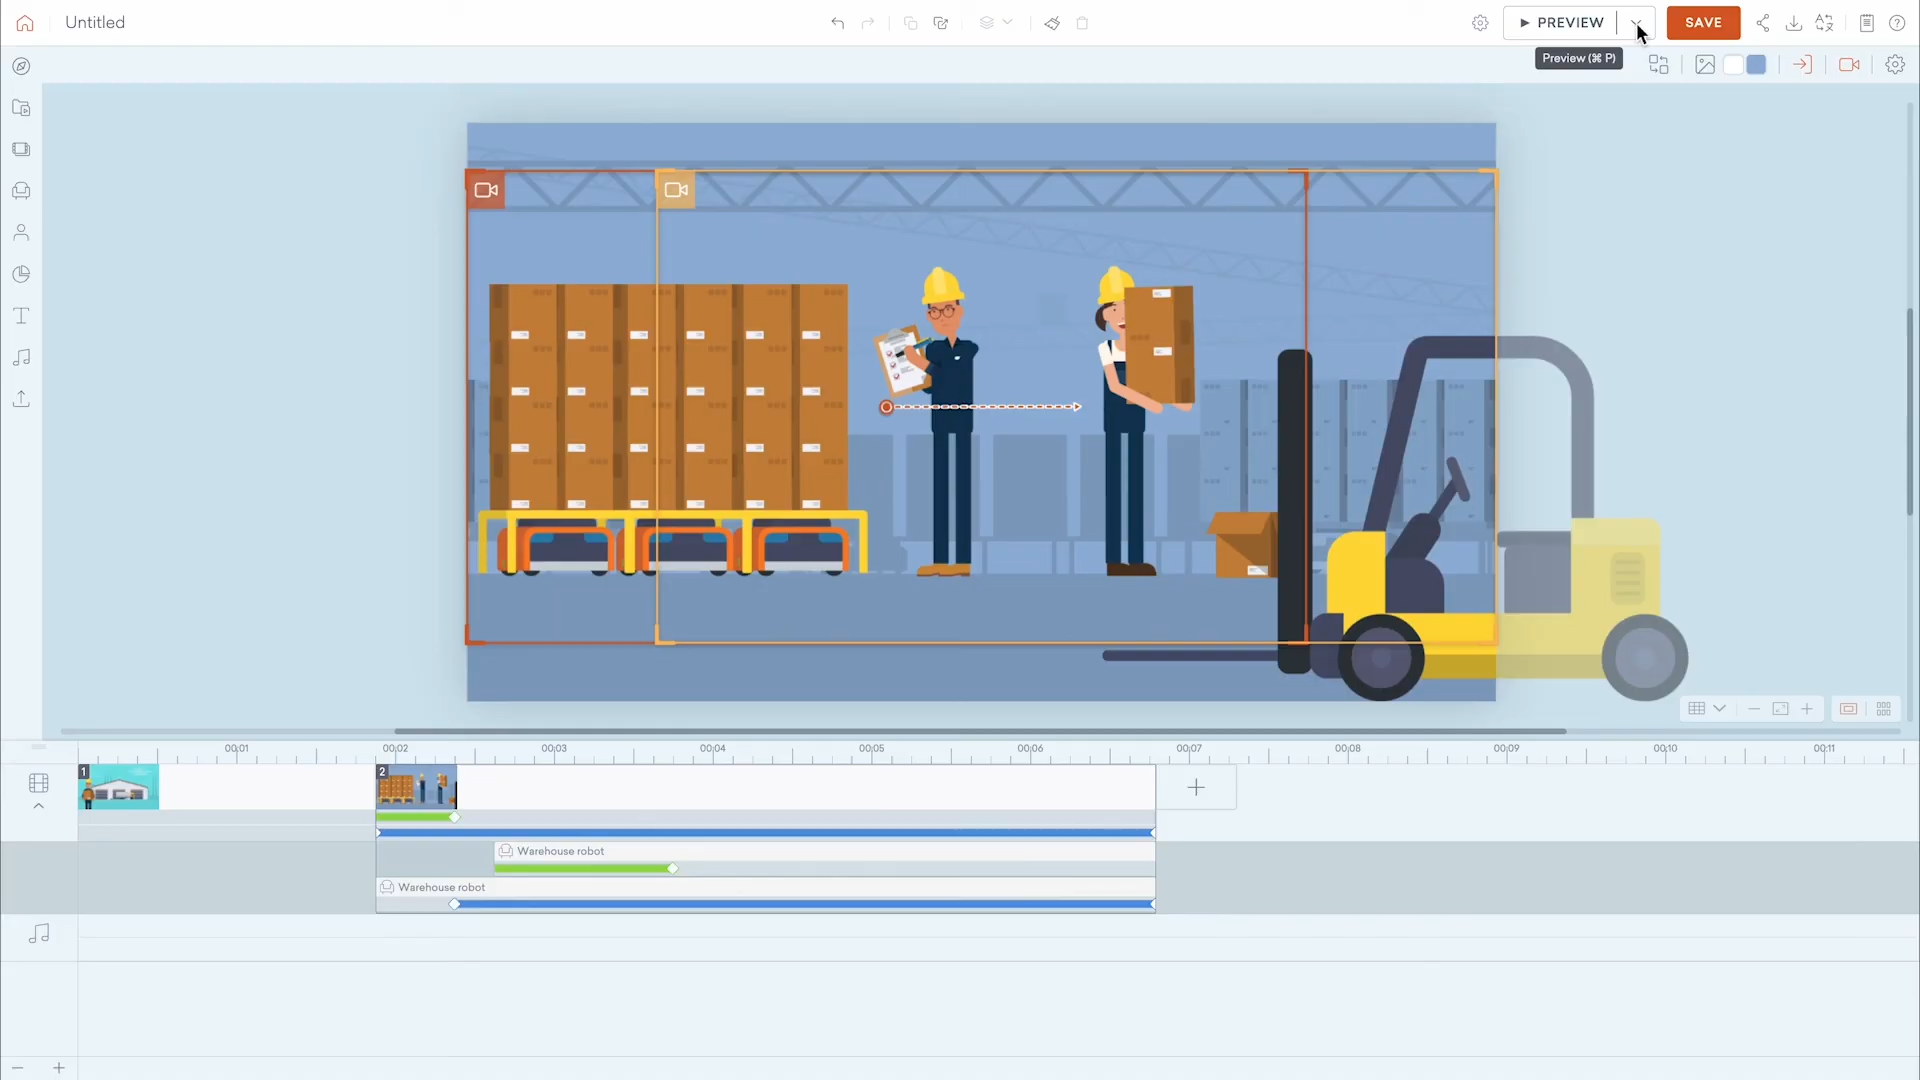 Untitled
PREVIEW
SAVE
Preview (⌘ P)
00:01
00:02
00:03
00:04
00:05
00:06
00:07
00:08
00:09
00:10
00:11
1
2
Warehouse robot
Warehouse robot